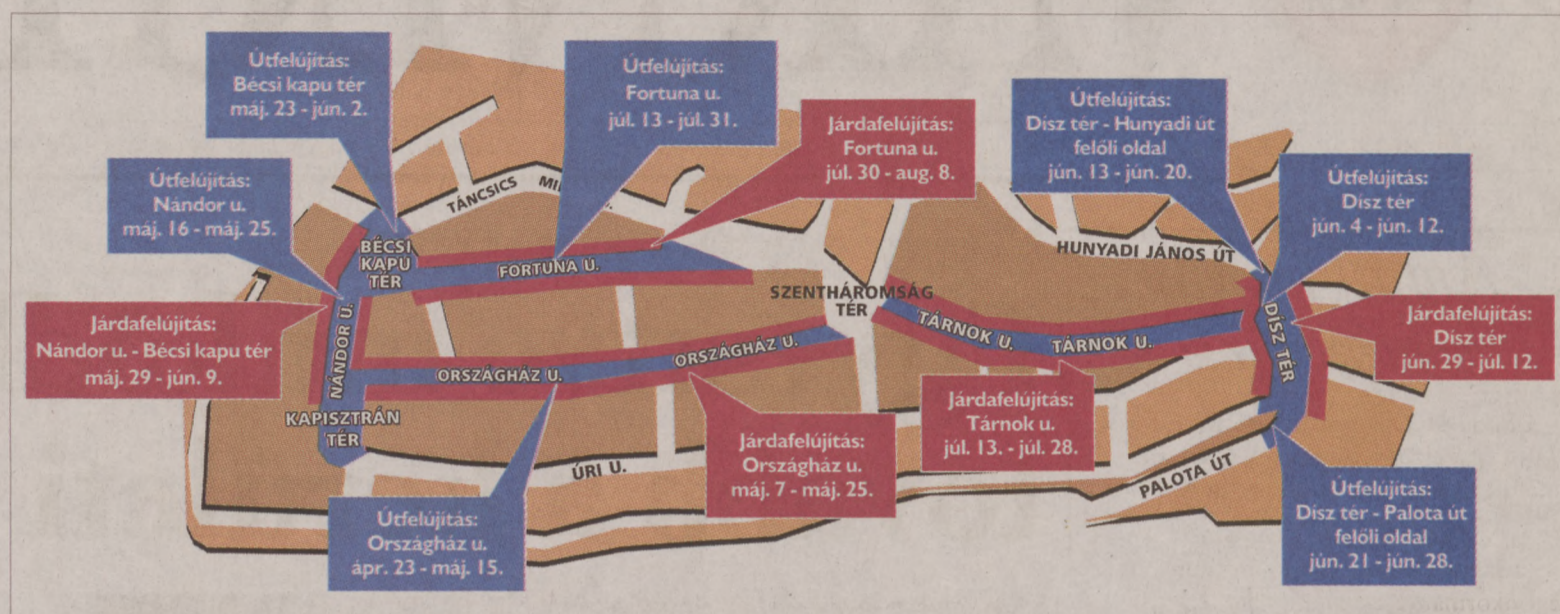 Útfelújítás:
Bécsi kapu tér
máj. 23 - jún. 2.
Útfelújítás:
Fortuna u.
júl. 13 - júl. 31.
Járdafelújítás:
Fortuna u.
júl. 30 - aug. 8.
Útfelújítás:
Dísz tér - Hunyadi út
felőli oldal
jún. 13 - jún. 20.
Útfelújítás:
Dísz tér
jún. 4 - jún. 12.
Útfelújítás:
Nándor u.
máj. 16 - máj. 25.
Járdafelújítás:
Nándor u. - Bécsi kapu tér
máj. 29 - jún. 9.
TÁNCSICS
BÉCSI
KAPU
TÉR
FORTUNA U.
NÁNDOR U.
ORSZÁGHÁZ U.
ORSZÁGHÁZ U.
KAPISZTRÁN
TÉR
ÚRI U.
SZENTHÁROMSÁG
TÉR
TÁRNOK U.
TÁRNOK U.
HUNYADI JÁNOS ÚT
DÍSZ TÉR
PALOTA ÚT
Járdafelújítás:
Dísz tér
jún. 29 - júl. 12.
Járdafelújítás:
Tárnok u.
júl. 13. - júl. 28.
Járdafelújítás:
Országház u.
máj. 7 - máj. 25.
Útfelújítás:
Országház u.
ápr. 23 - máj. 15.
Útfelújítás:
Dísz tér - Palota út
felőli oldal
jún. 21 - jún. 28.